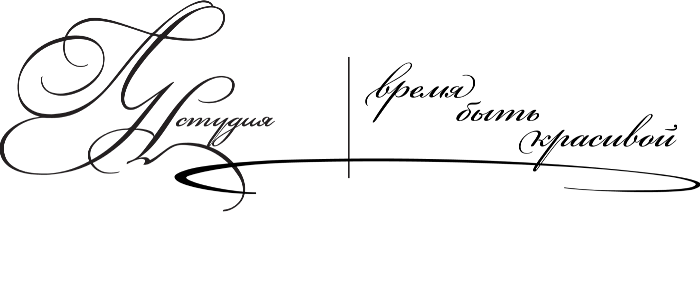 студия
время
быть
красивой